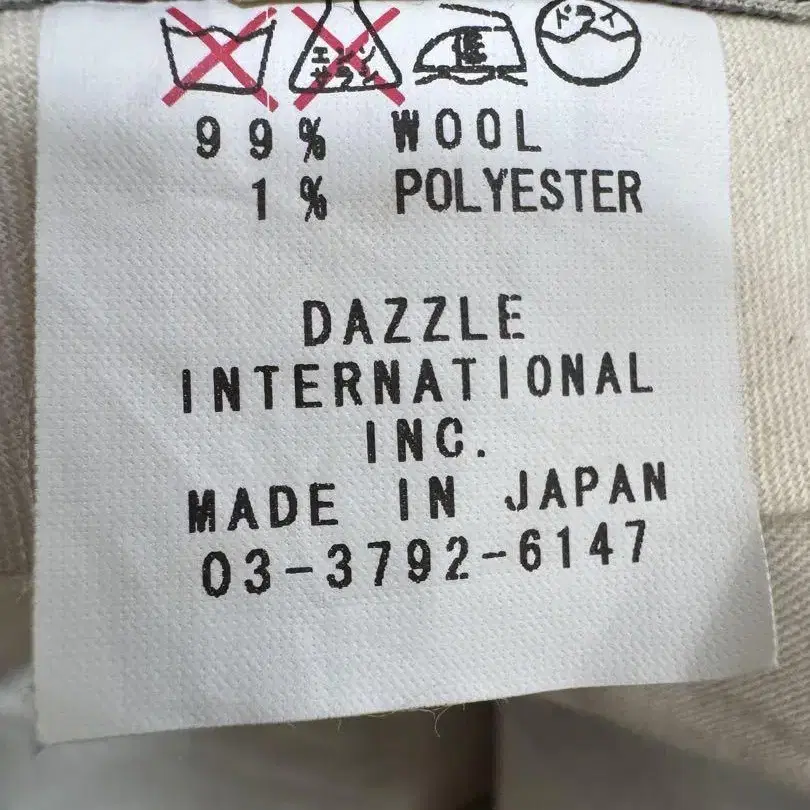 エンソ
サラシ
低
ドライ
99% WOOL
1% POLYESTER
DAZZLE
INTERNATIONAL
INC.
MADE IN JAPAN
03-3792-6147